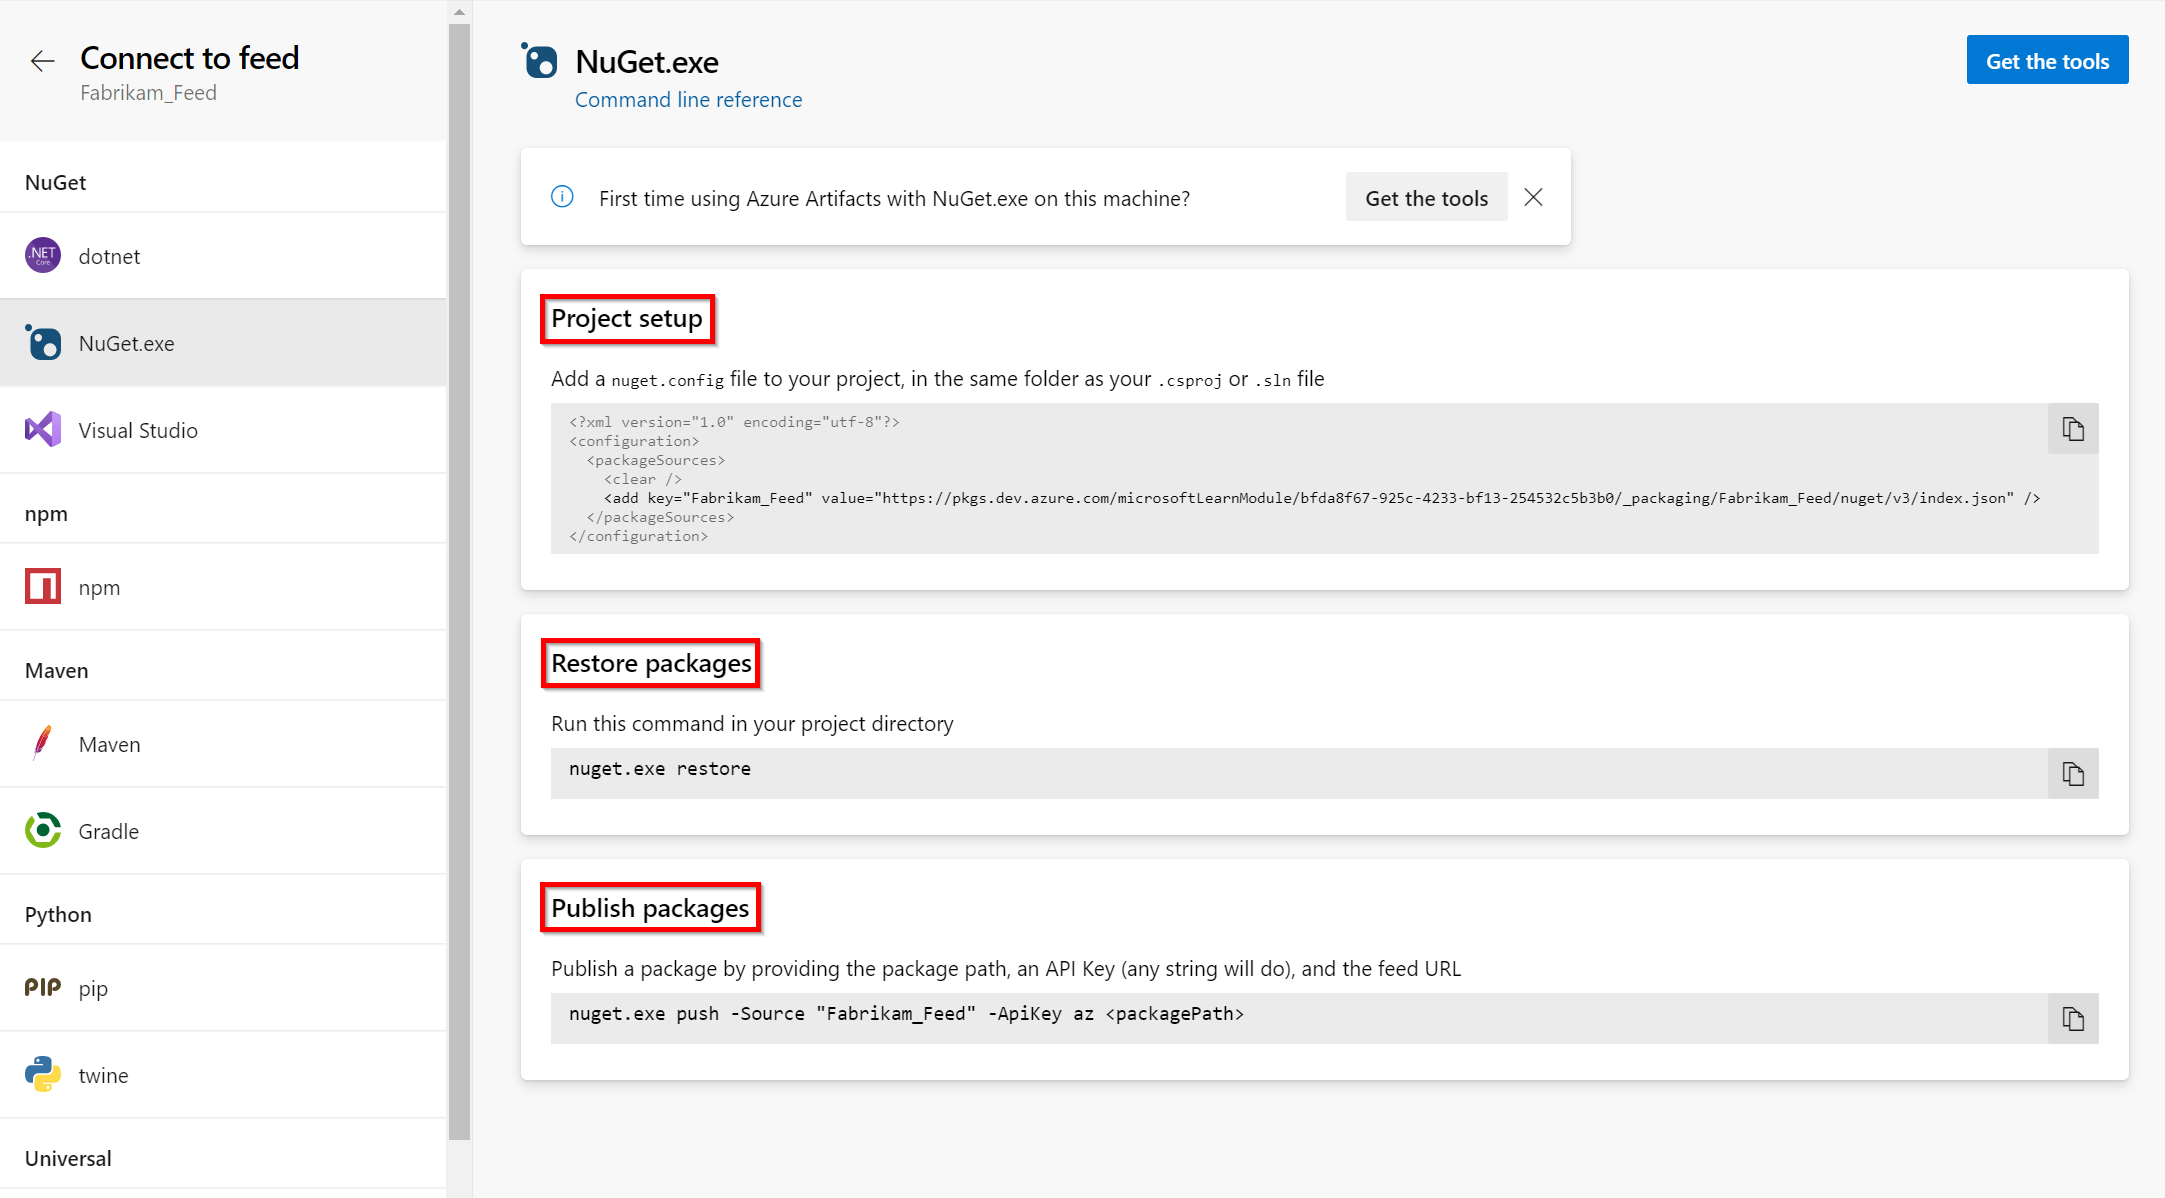 Connect to feed
Fabrikam_Feed
NuGet
.NET
Core
dotnet
NuGet.exe
Visual Studio
npm
npm
Maven
Maven
Gradle
Python
PIP
pip
twine
Universal
NuGet.exe
Command line reference
Get the tools
First time using Azure Artifacts with NuGet.exe on this machine?
Get the tools
Project setup
Add a nuget.config file to your project, in the same folder as your .csproj or .sln file
<?xml version="1.0" encoding="utf-8"?>
<configuration>
  <packageSources>
    <clear />
    <add key="Fabrikam_Feed" value="https://pkgs.dev.azure.com/microsoftLearnModule/bfda8f67-925c-4233-bf13-254532c5b3b0/_packaging/Fabrikam_Feed/nuget/v3/index.json" />
  </packageSources>
</configuration>
Restore packages
Run this command in your project directory
nuget.exe restore
Publish packages
Publish a package by providing the package path, an API Key (any string will do), and the feed URL
nuget.exe push -Source "Fabrikam_Feed" -ApiKey az <packagePath>